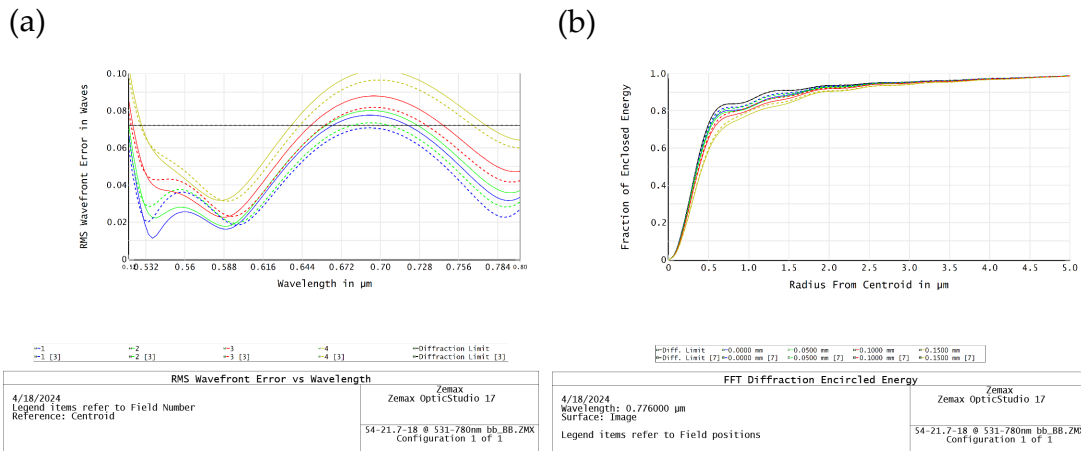 (a)
(b)
RMS Wavefront Error in Waves
0.10
0.08
0.06
0.04
0.02
0
0.52
0.532
0.56
0.588
0.616
0.644
0.672
0.70
0.728
0.756
0.784
0.80
Wavelength in µm
Fraction of Enclosed Energy
1.0
0.8
0.6
0.4
0.2
0
0
0.5
1.0
1.5
2.0
2.5
3.0
3.5
4.0
4.5
5.0
Radius From Centroid in µm
1 2 3 4 Diffraction Limit
1 [3] 2 [3] 3 [3] 4 [3] Diffraction Limit [3]
Diff. Limit 0.0000 mm 0.0500 mm 0.1000 mm 0.1500 mm
Diff. Limit [7] 0.0000 mm [7] 0.0500 mm [7] 0.1000 mm [7] 0.1500 mm [7]
RMS Wavefront Error vs Wavelength
4/18/2024
Legend items refer to Field Number
Reference: Centroid
Zemax
Zemax OpticStudio 17
54-21.7-18 @ 531-780nm bb_BB.ZMX
Configuration 1 of 1
FFT Diffraction Encircled Energy
4/18/2024
Wavelength: 0.776000 µm
Surface: Image
Legend items refer to Field positions
Zemax
Zemax OpticStudio 17
54-21.7-18 @ 531-780nm bb_BB.ZMX
Configuration 1 of 1